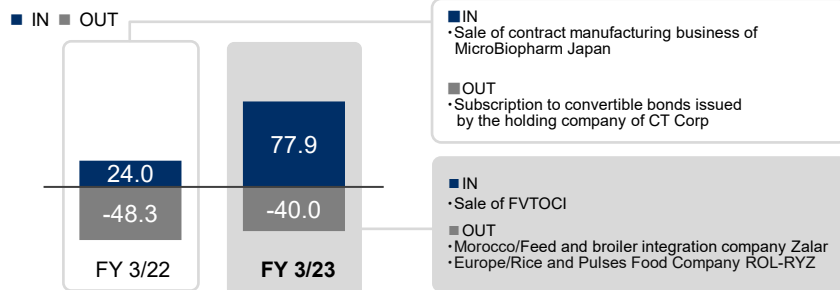 ■ IN ■ OUT
24.0
-48.3
FY 3/22
77.9
-40.0
FY 3/23
■IN
・Sale of contract manufacturing business of
MicroBiopharm Japan
■OUT
・Subscription to convertible bonds issued
by the holding company of CT Corp
■IN
・Sale of FVTOCI
■OUT
・Morocco/Feed and broiler integration company Zalar
・Europe/Rice and Pulses Food Company ROL-RYZ